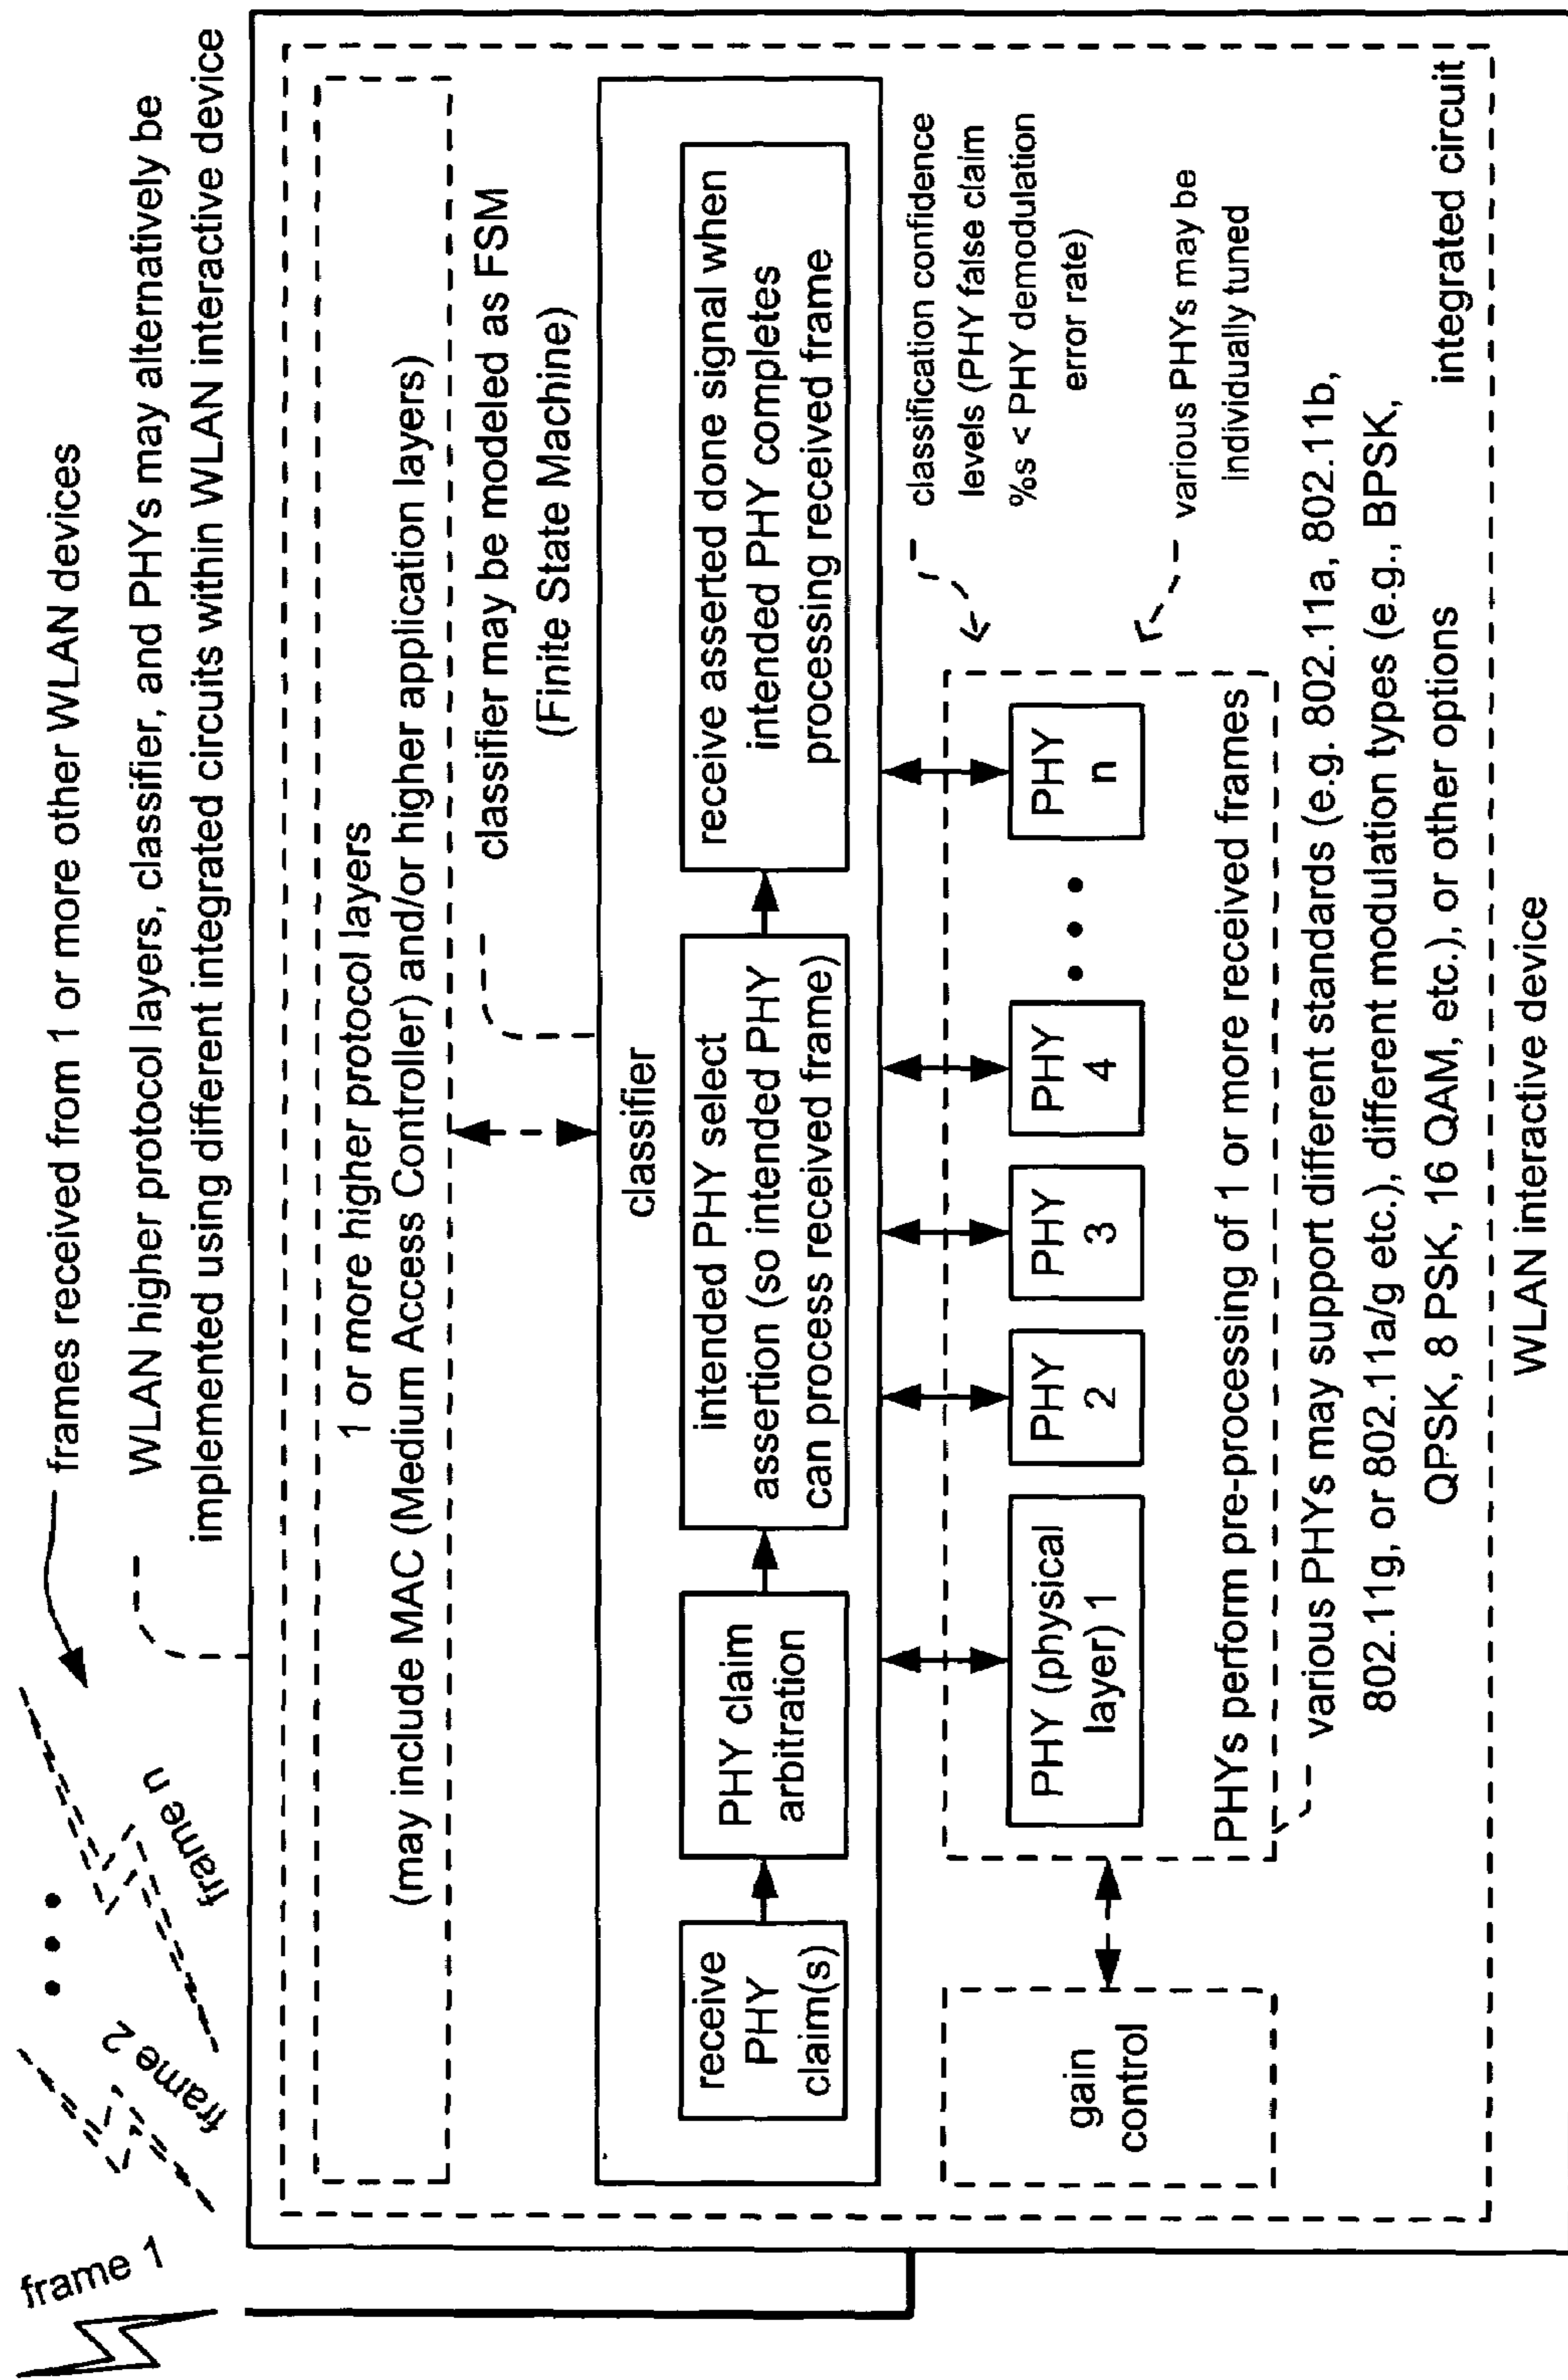 frame 1
frame 2
frame n
frames received from 1 or more other WLAN devices
WLAN higher protocol layers, classifier, and PHYs may alternatively be
implemented using different integrated circuits within WLAN interactive device
1 or more higher protocol layers
(may include MAC (Medium Access Controller) and/or higher application layers)
classifier may be modeled as FSM
(Finite State Machine)
classifier
receive
PHY
claim(s)
PHY claim
arbitration
intended PHY select
assertion (so intended PHY
can process received frame)
receive asserted done signal when
intended PHY completes
processing received frame
gain
control
PHY (physical
layer) 1
PHY
2
PHY
3
PHY
4
PHY
n
PHYs perform pre-processing of 1 or more received frames
classification confidence
levels (PHY false claim
%s < PHY demodulation
error rate)
various PHYs may be
individually tuned
various PHYs may support different standards (e.g. 802.11a, 802.11b,
802.11g, or 802.11a/g etc.), different modulation types (e.g., BPSK,
QPSK, 8 PSK, 16 QAM, etc.), or other options
integrated circuit
WLAN interactive device